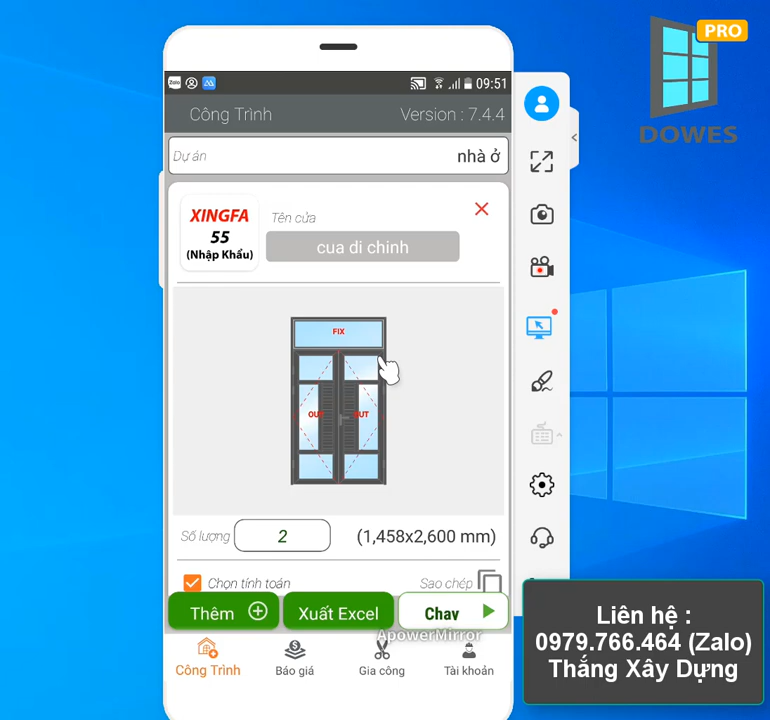 PRO
DOWES
Zalo
09:51
Công Trình
Version : 7.4.4
Dự án
nhà ở
XINGFA
55
(Nhập Khẩu)
Tên cửa
cua di chinh
FIX
OUT
OUT
Số lượng
2
(1,458x2,600 mm)
Chọn tính toán
Sao chép
Thêm
Xuất Excel
Chay
ApowerMirror
Công Trình
Báo giá
Gia công
Tài khoản
Liên hệ :
0979.766.464 (Zalo)
Thắng Xây Dựng